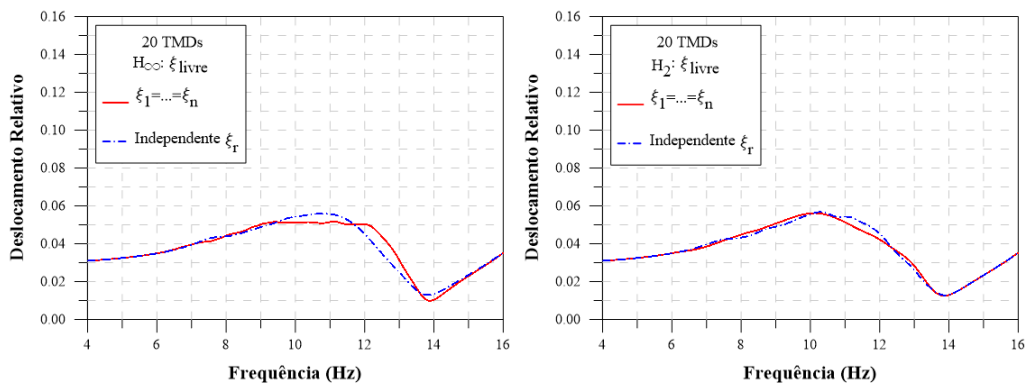 20 TMDs
H∞: ξlivre
ξ1=...=ξn
Independente ξr
Deslocamento Relativo
0.16
0.14
0.12
0.10
0.08
0.06
0.04
0.02
0.00
4
6
8
10
12
14
16
Frequência (Hz)
20 TMDs
H2: ξlivre
ξ1=...=ξn
Independente ξr
Deslocamento Relativo
0.16
0.14
0.12
0.10
0.08
0.06
0.04
0.02
0.00
4
6
8
10
12
14
16
Frequência (Hz)